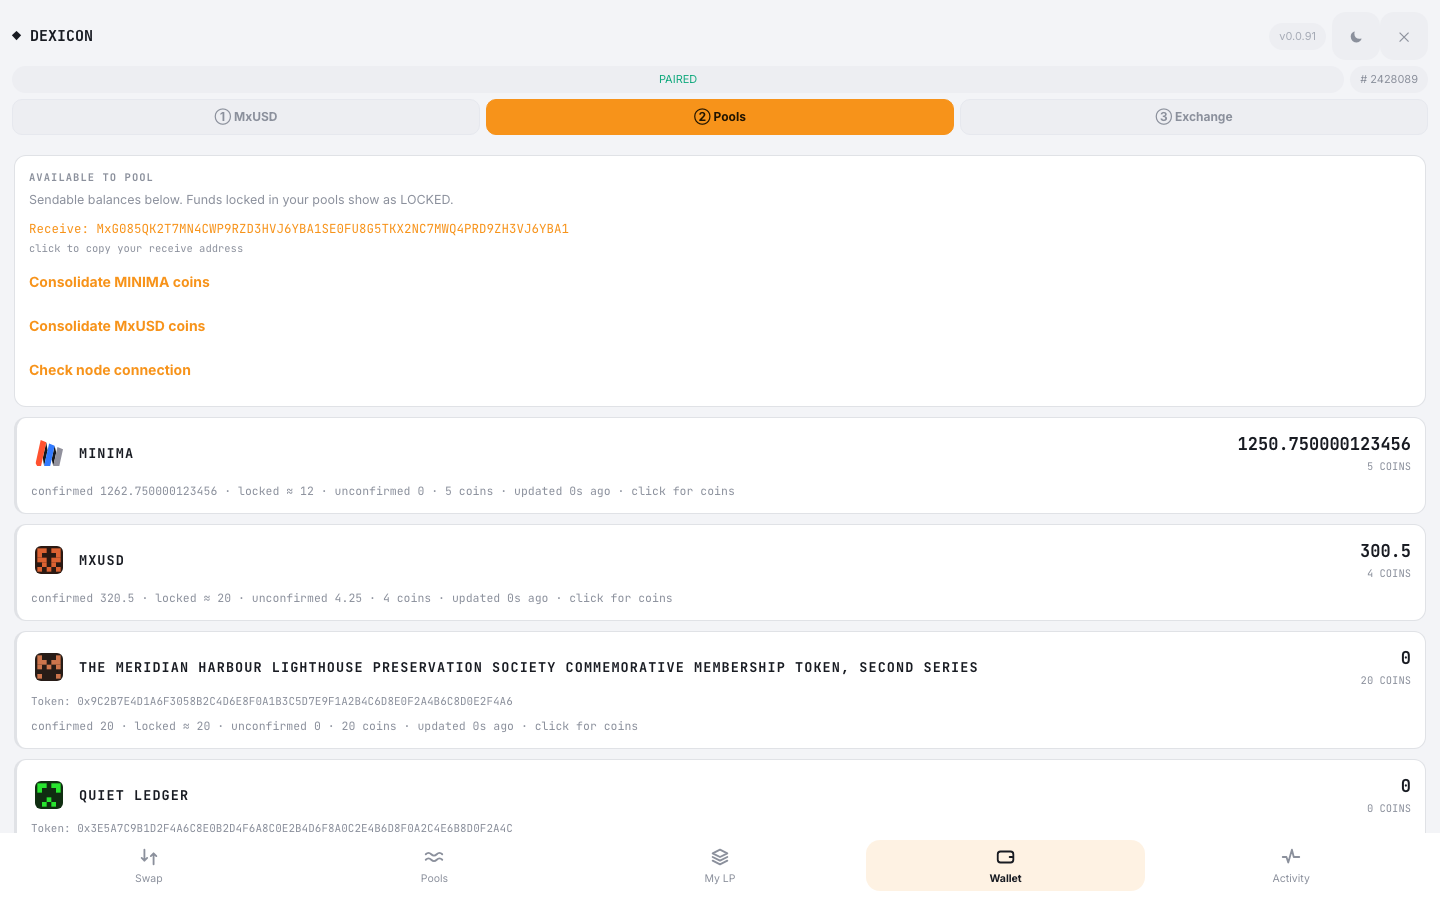 DEXICON
v0.0.91
PAIRED
# 2428089
① MxUSD
② Pools
③ Exchange
AVAILABLE TO POOL
Sendable balances below. Funds locked in your pools show as LOCKED.
Receive: MxG085QK2T7MN4CWP9RZD3HVJ6YBA1SE0FU8G5TKX2NC7MWQ4PRD9ZH3VJ6YBA1
click to copy your receive address
Consolidate MINIMA coins
Consolidate MxUSD coins
Check node connection
MINIMA
1250.750000123456
5 COINS
confirmed 1262.750000123456 · locked ≈ 12 · unconfirmed 0 · 5 coins · updated 0s ago · click for coins
MXUSD
300.5
4 COINS
confirmed 320.5 · locked ≈ 20 · unconfirmed 4.25 · 4 coins · updated 0s ago · click for coins
THE MERIDIAN HARBOUR LIGHTHOUSE PRESERVATION SOCIETY COMMEMORATIVE MEMBERSHIP TOKEN, SECOND SERIES
0
20 COINS
Token: 0x9C2B7E4D1A6F3058B2C4D6E8F0A1B3C5D7E9F1A2B4C6D8E0F2A4B6C8D0E2F4A6
confirmed 20 · locked ≈ 20 · unconfirmed 0 · 20 coins · updated 0s ago · click for coins
QUIET LEDGER
0
0 COINS
Token: 0x3E5A7C9B1D2F4A6C8E0B2D4F6A8C0E2B4D6F8A0C2E4B6D8F0A2C4E6B8D0F2A4C
Swap
Pools
My LP
Wallet
Activity